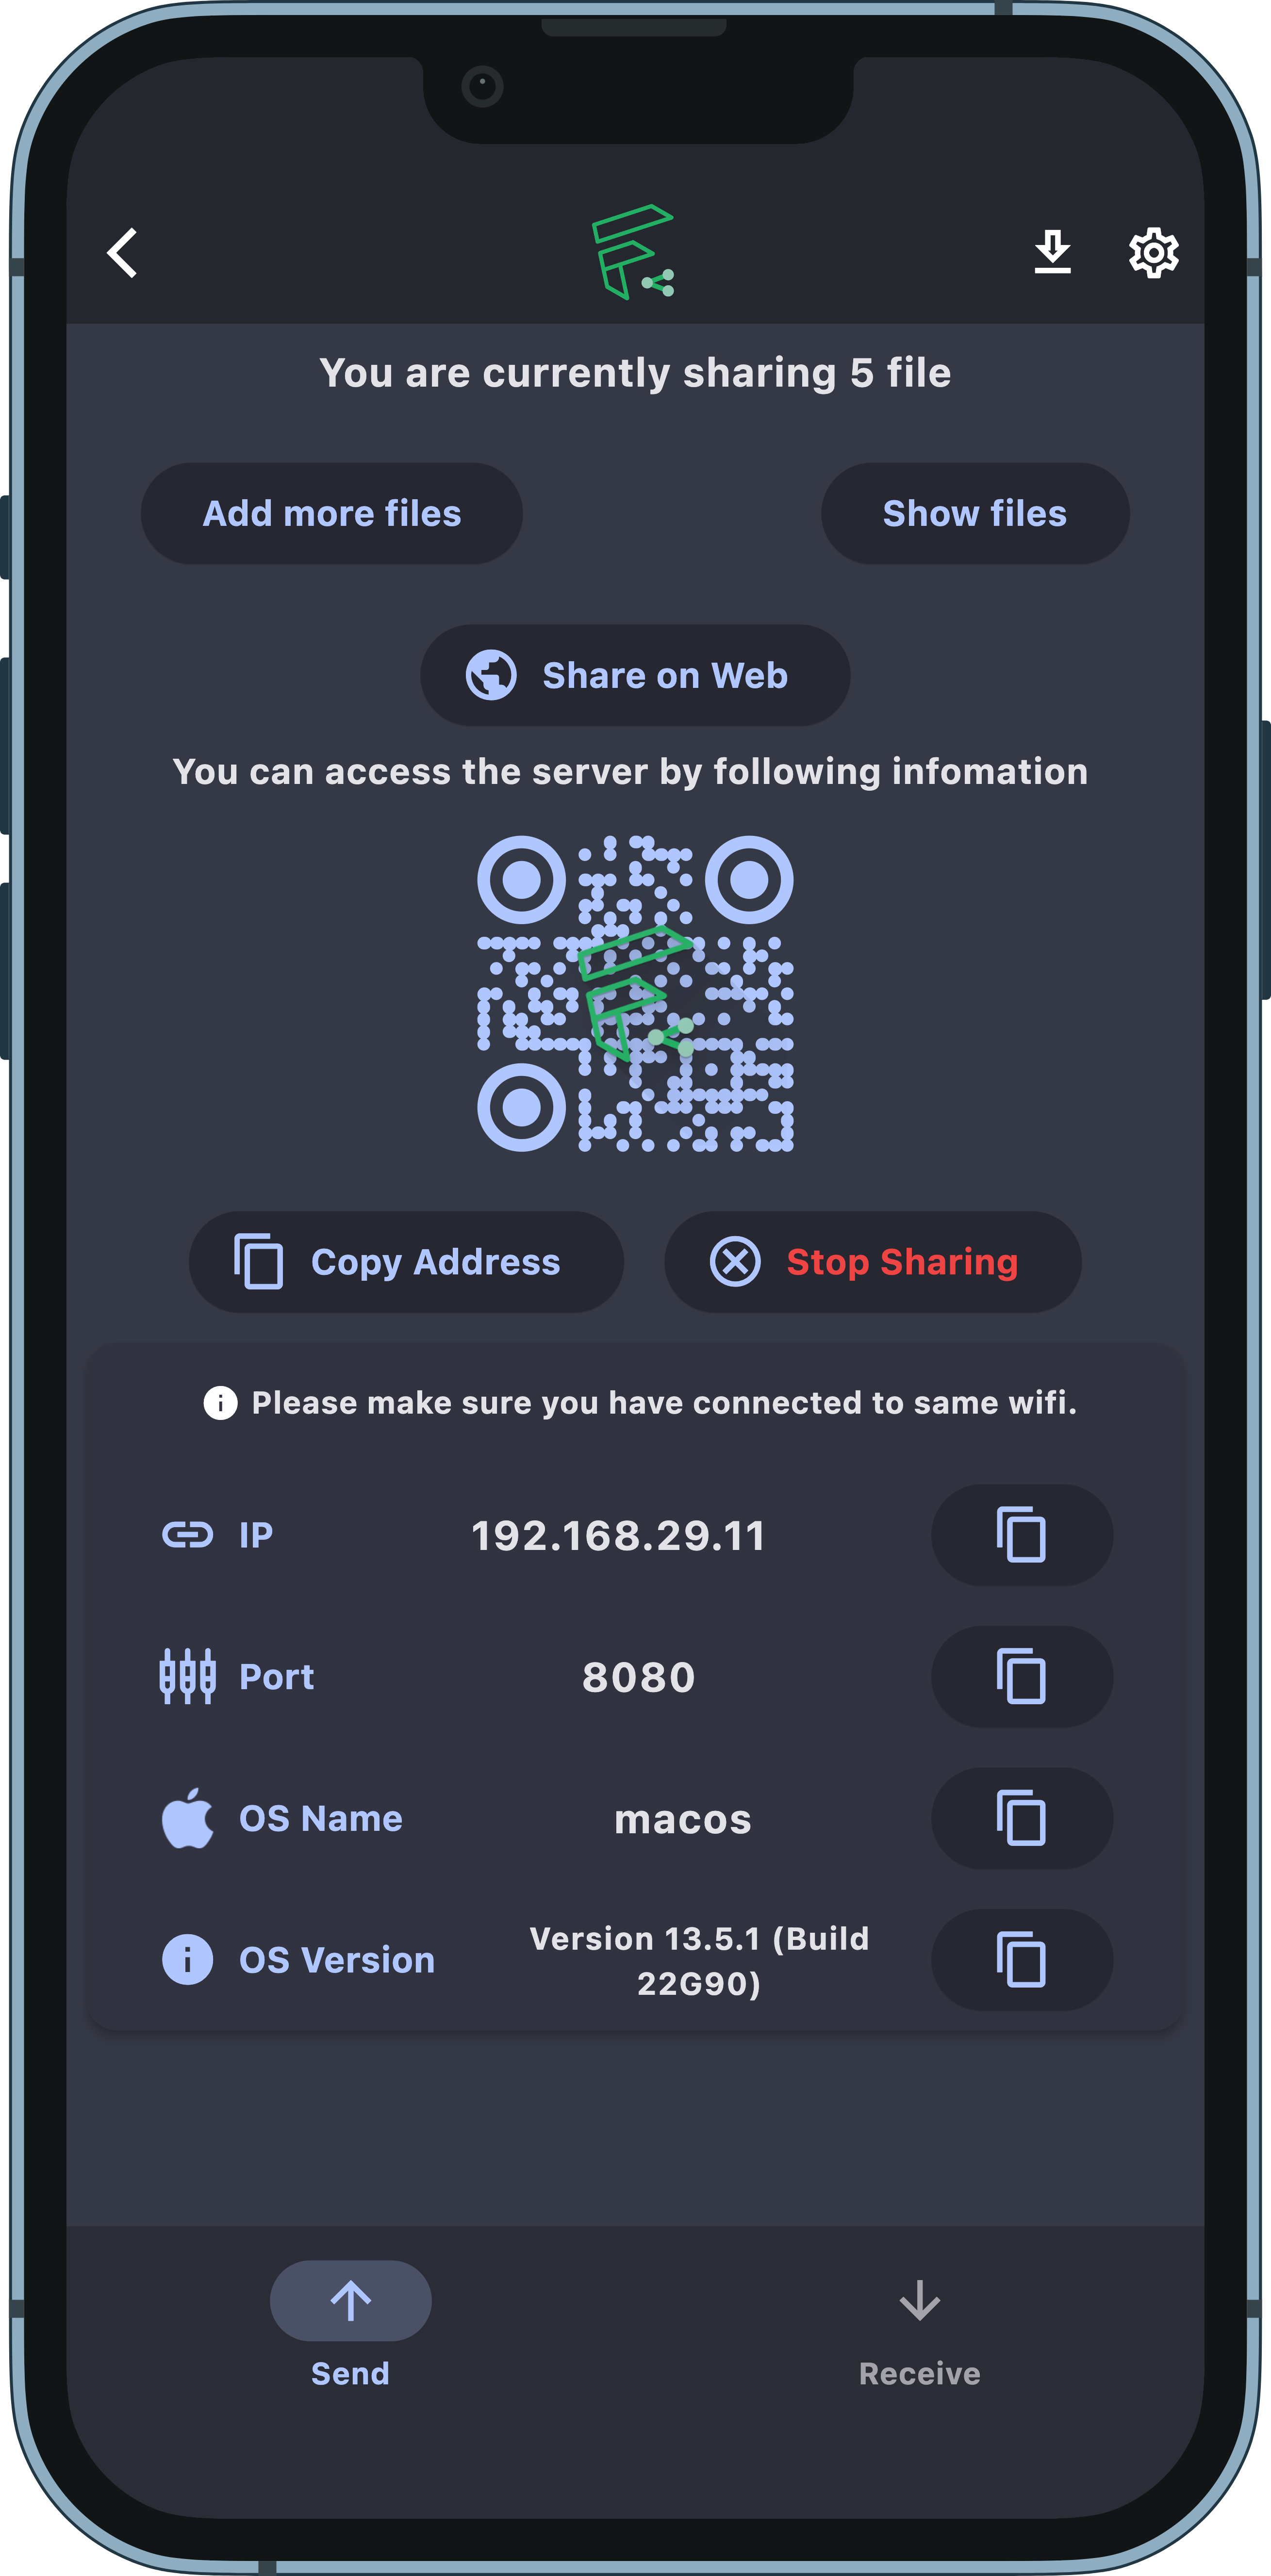 You are currently sharing 5 file
Add more files
Show files
Share on Web
You can access the server by following infomation
Copy Address
Stop Sharing
Please make sure you have connected to same wifi.
IP
192.168.29.11
Port
8080
OS Name
macos
OS Version
Version 13.5.1 (Build
22G90)
Send
Receive